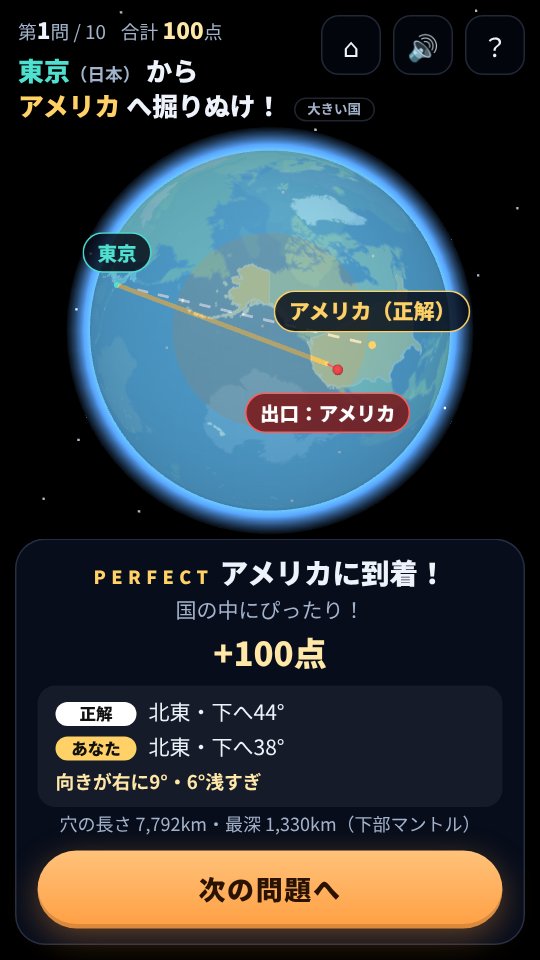 第1問 / 10 合計 100点
東京（日本）から
アメリカ へ掘りぬけ！ 大きい国
?
東京
アメリカ（正解）
出口：アメリカ
PERFECT アメリカに到着！
国の中にぴったり！
+100点
正解 北東・下へ44°
あなた 北東・下へ38°
向きが右に9°・6°浅すぎ
穴の長さ 7,792km・最深 1,330km（下部マントル）
次の問題へ